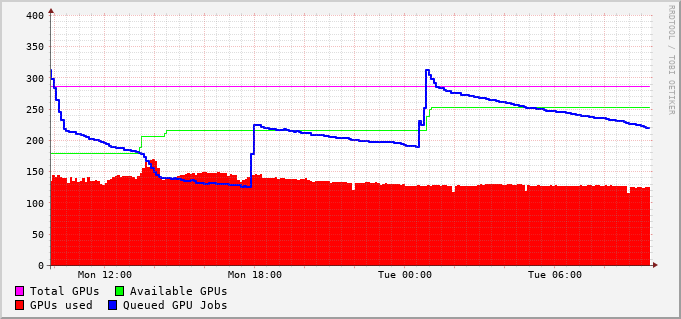 400
350
300
250
200
150
100
50
0
Mon 12:00 Mon 18:00 Tue 00:00 Tue 06:00
Total GPUs Available GPUs
GPUs used Queued GPU Jobs
RRDTOOL / TOBI OETIKER